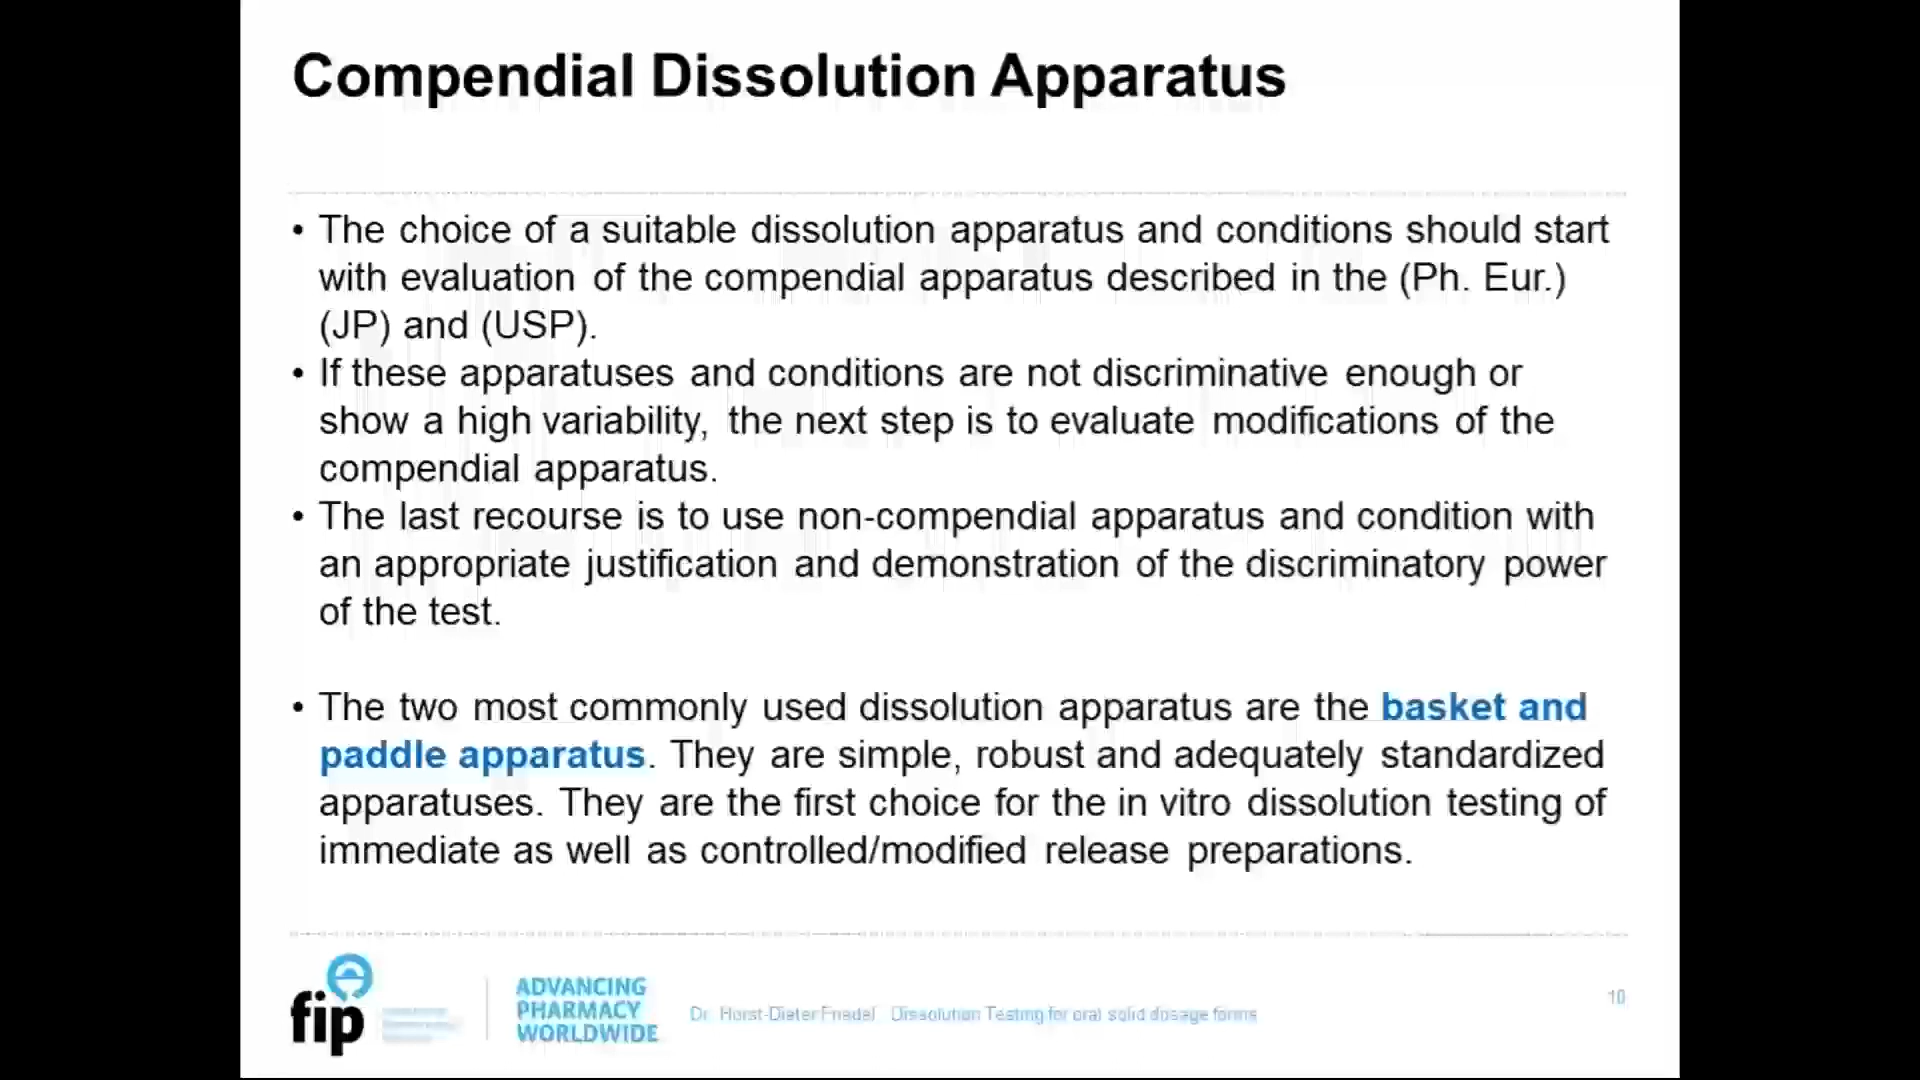 Compendial Dissolution Apparatus
• The choice of a suitable dissolution apparatus and conditions should start
with evaluation of the compendial apparatus described in the (Ph. Eur.)
(JP) and (USP).
• If these apparatuses and conditions are not discriminative enough or
show a high variability, the next step is to evaluate modifications of the
compendial apparatus.
• The last recourse is to use non-compendial apparatus and condition with
an appropriate justification and demonstration of the discriminatory power
of the test.
• The two most commonly used dissolution apparatus are the basket and
paddle apparatus. They are simple, robust and adequately standardized
apparatuses. They are the first choice for the in vitro dissolution testing of
immediate as well as controlled/modified release preparations.
fip
ADVANCING
PHARMACY
WORLDWIDE
Dr. Horst-Dieter Friedel Dissolution Testing for oral solid dosage forms
10